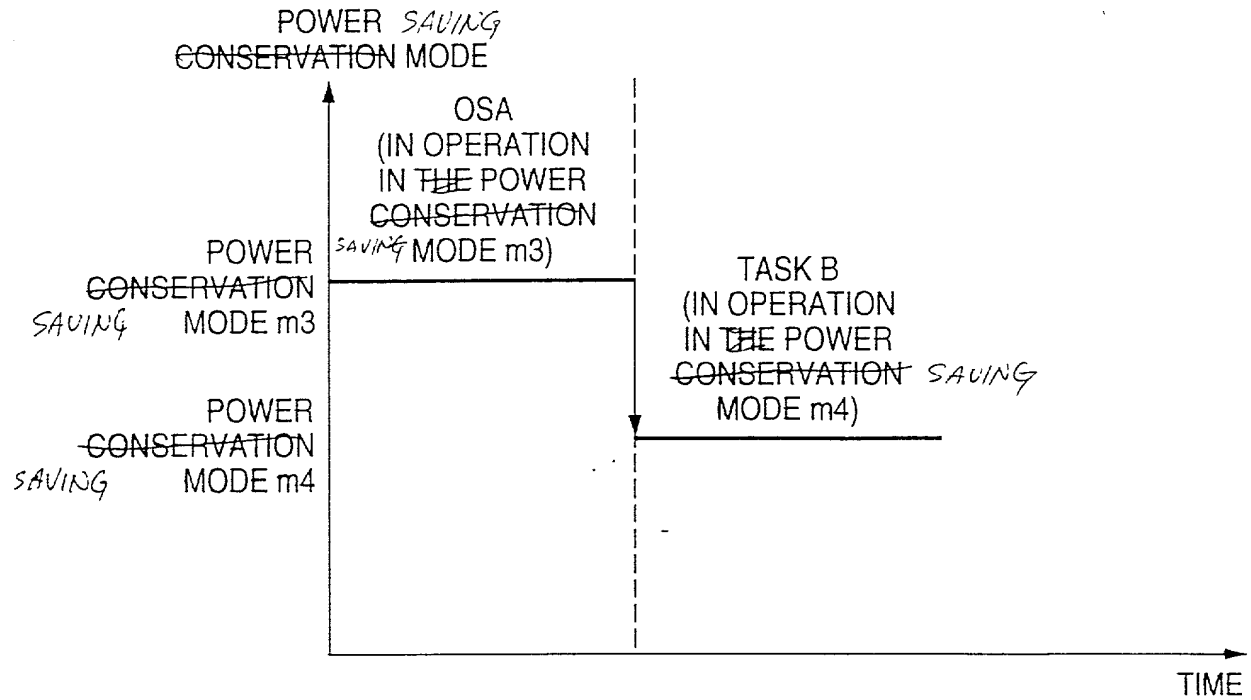 POWER SAVING
CONSERVATION MODE
OSA
(IN OPERATION
IN THE POWER
CONSERVATION
SAVING MODE m3)
POWER
CONSERVATION
SAVING MODE m3
TASK B
(IN OPERATION
IN THE POWER
CONSERVATION SAVING
MODE m4)
POWER
CONSERVATION
SAVING MODE m4
TIME